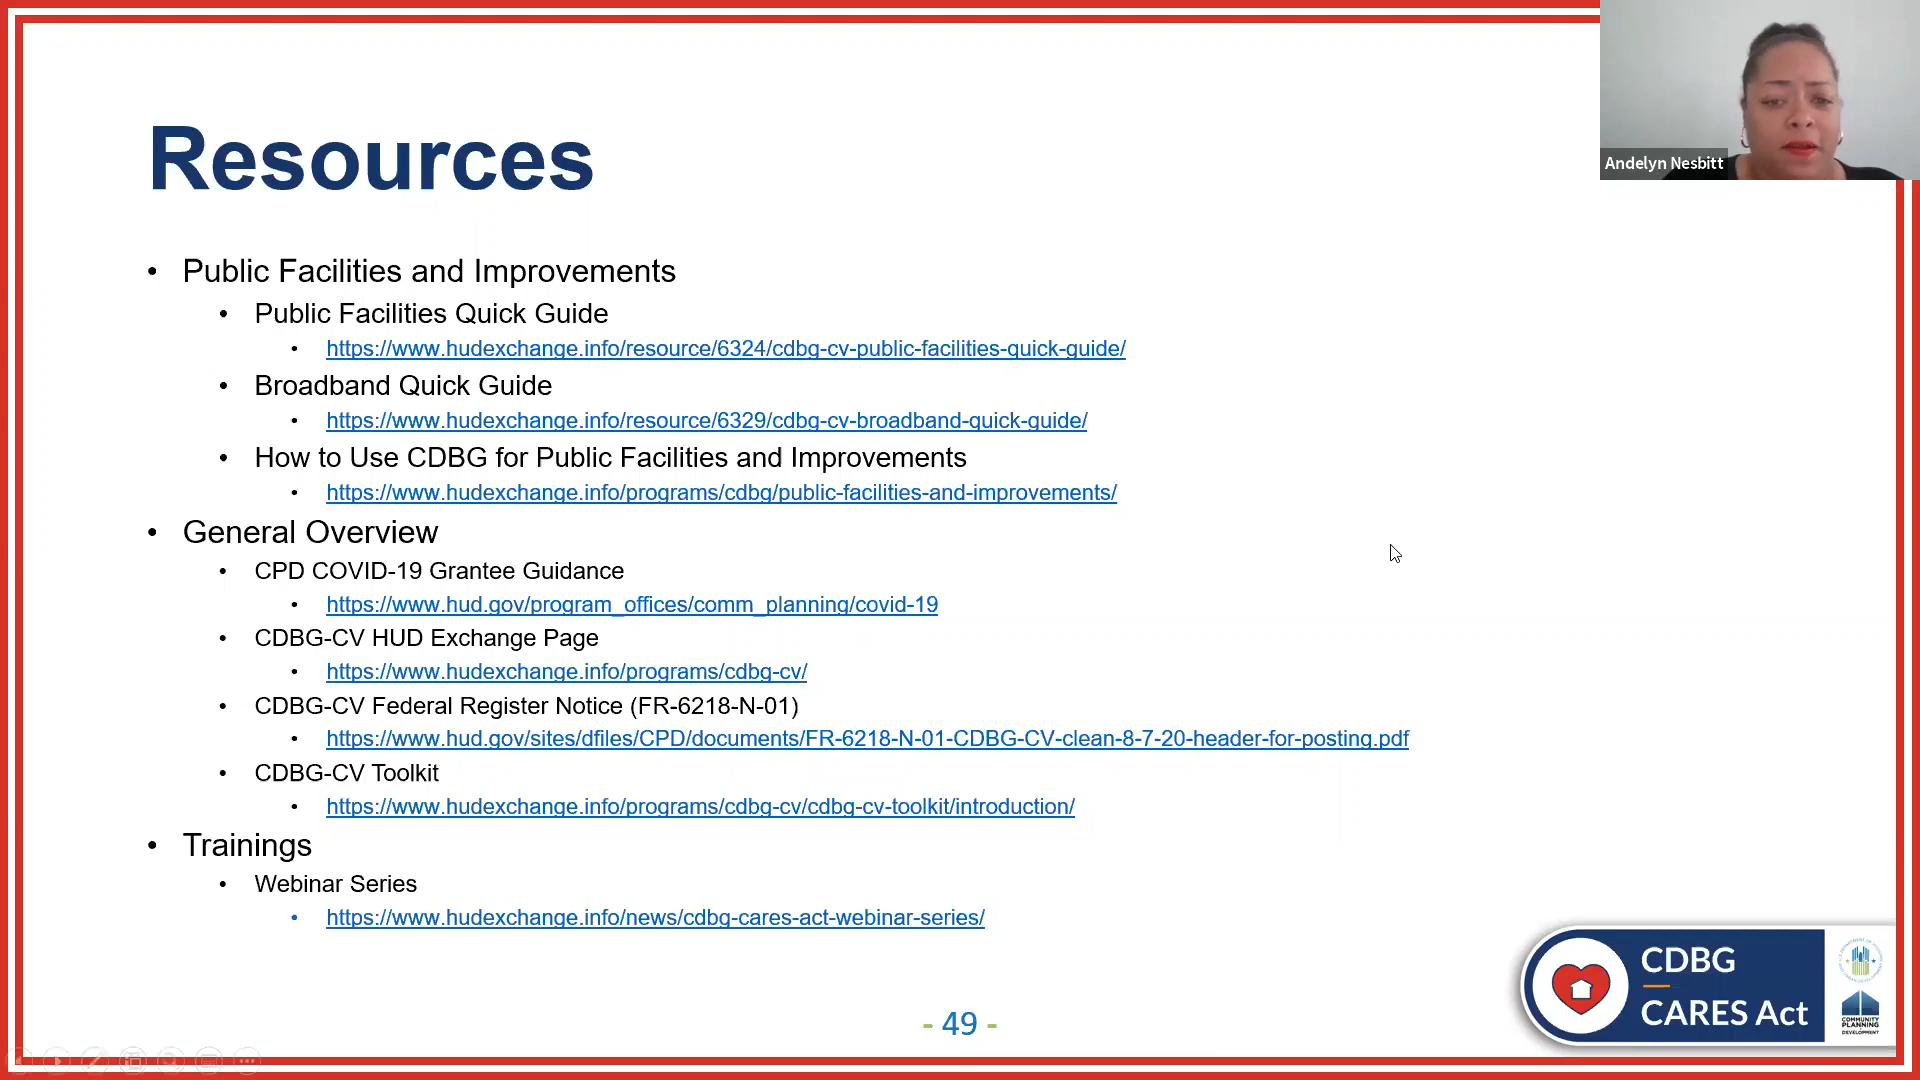 Andelyn Nesbitt
Resources
• Public Facilities and Improvements
• Public Facilities Quick Guide
• https://www.hudexchange.info/resource/6324/cdbg-cv-public-facilities-quick-guide/
• Broadband Quick Guide
• https://www.hudexchange.info/resource/6329/cdbg-cv-broadband-quick-guide/
• How to Use CDBG for Public Facilities and Improvements
• https://www.hudexchange.info/programs/cdbg/public-facilities-and-improvements/
• General Overview
• CPD COVID-19 Grantee Guidance
• https://www.hud.gov/program_offices/comm_planning/covid-19
• CDBG-CV HUD Exchange Page
• https://www.hudexchange.info/programs/cdbg-cv/
• CDBG-CV Federal Register Notice (FR-6218-N-01)
• https://www.hud.gov/sites/dfiles/CPD/documents/FR-6218-N-01-CDBG-CV-clean-8-7-20-header-for-posting.pdf
• CDBG-CV Toolkit
• https://www.hudexchange.info/programs/cdbg-cv/cdbg-cv-toolkit/introduction/
• Trainings
• Webinar Series
• https://www.hudexchange.info/news/cdbg-cares-act-webinar-series/
CDBG
CARES Act
COMMUNITY
PLANNING
DEVELOPMENT
- 49 -